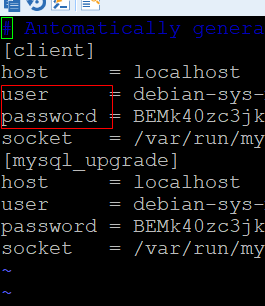 # Automatically genera
[client]
host     = localhost
user     = debian-sys-
password = BEMk40zc3jk
socket   = /var/run/my
[mysql_upgrade]
host     = localhost
user     = debian-sys-
password = BEMk40zc3jk
socket   = /var/run/my
~
~